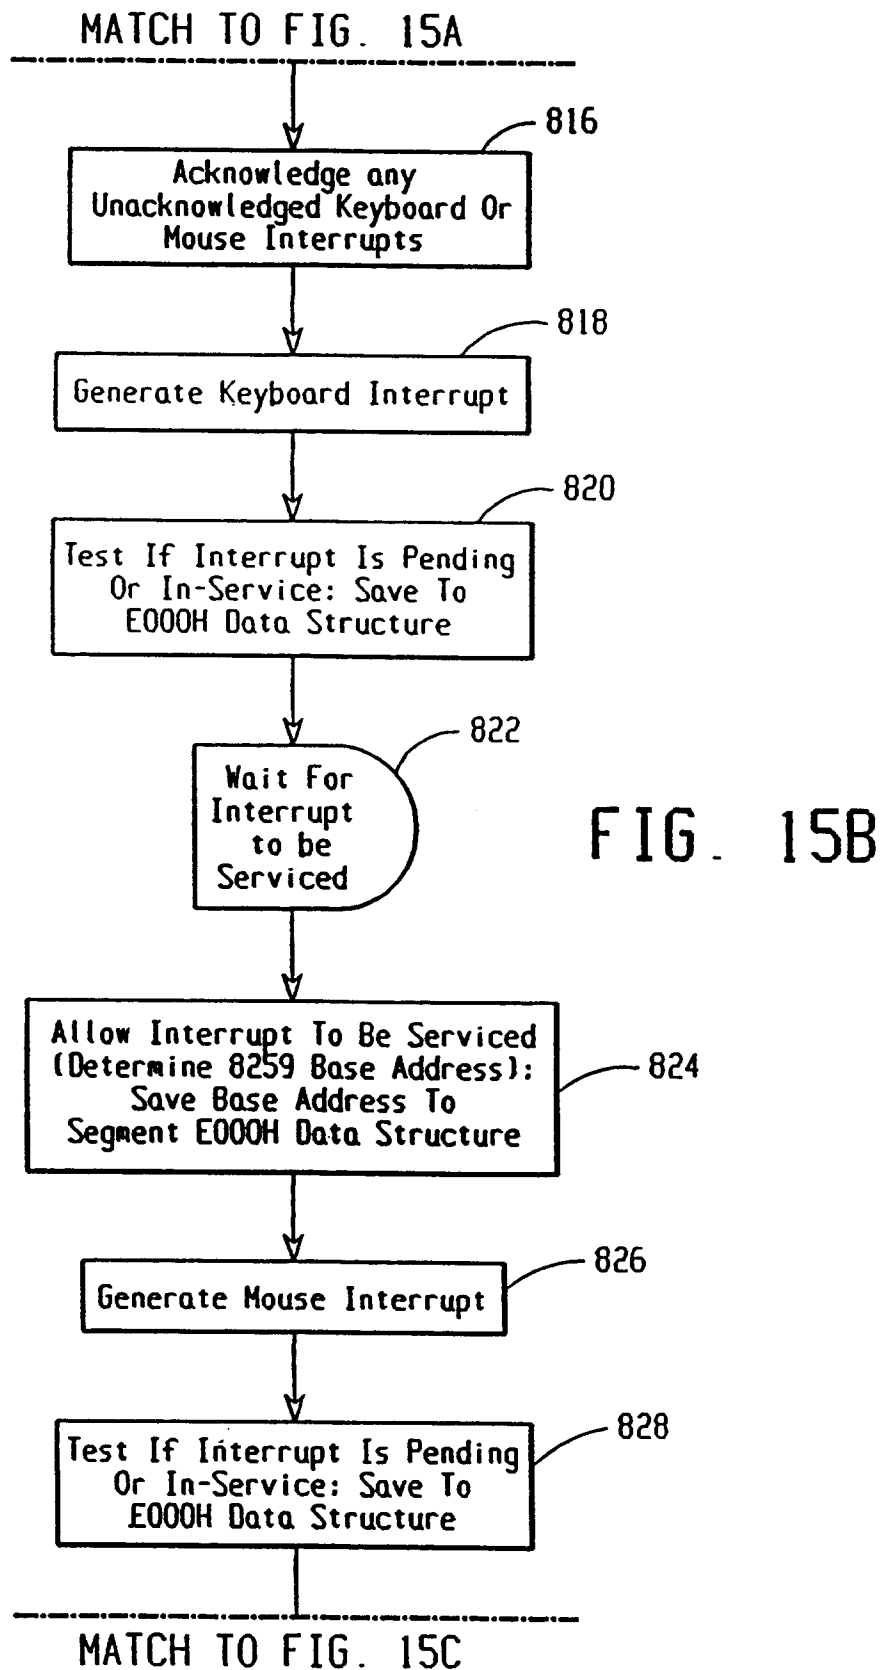 MATCH TO FIG. 15A
816
Acknowledge any
Unacknowledged Keyboard Or
Mouse Interrupts
818
Generate Keyboard Interrupt
820
Test If Interrupt Is Pending
Or In-Service: Save To
E000H Data Structure
822
Wait For
Interrupt
to be
Serviced
FIG. 15B
Allow Interrupt To Be Serviced
(Determine 8259 Base Address):
Save Base Address To
Segment E000H Data Structure
824
826
Generate Mouse Interrupt
828
Test If Interrupt Is Pending
Or In-Service: Save To
E000H Data Structure
MATCH TO FIG. 15C